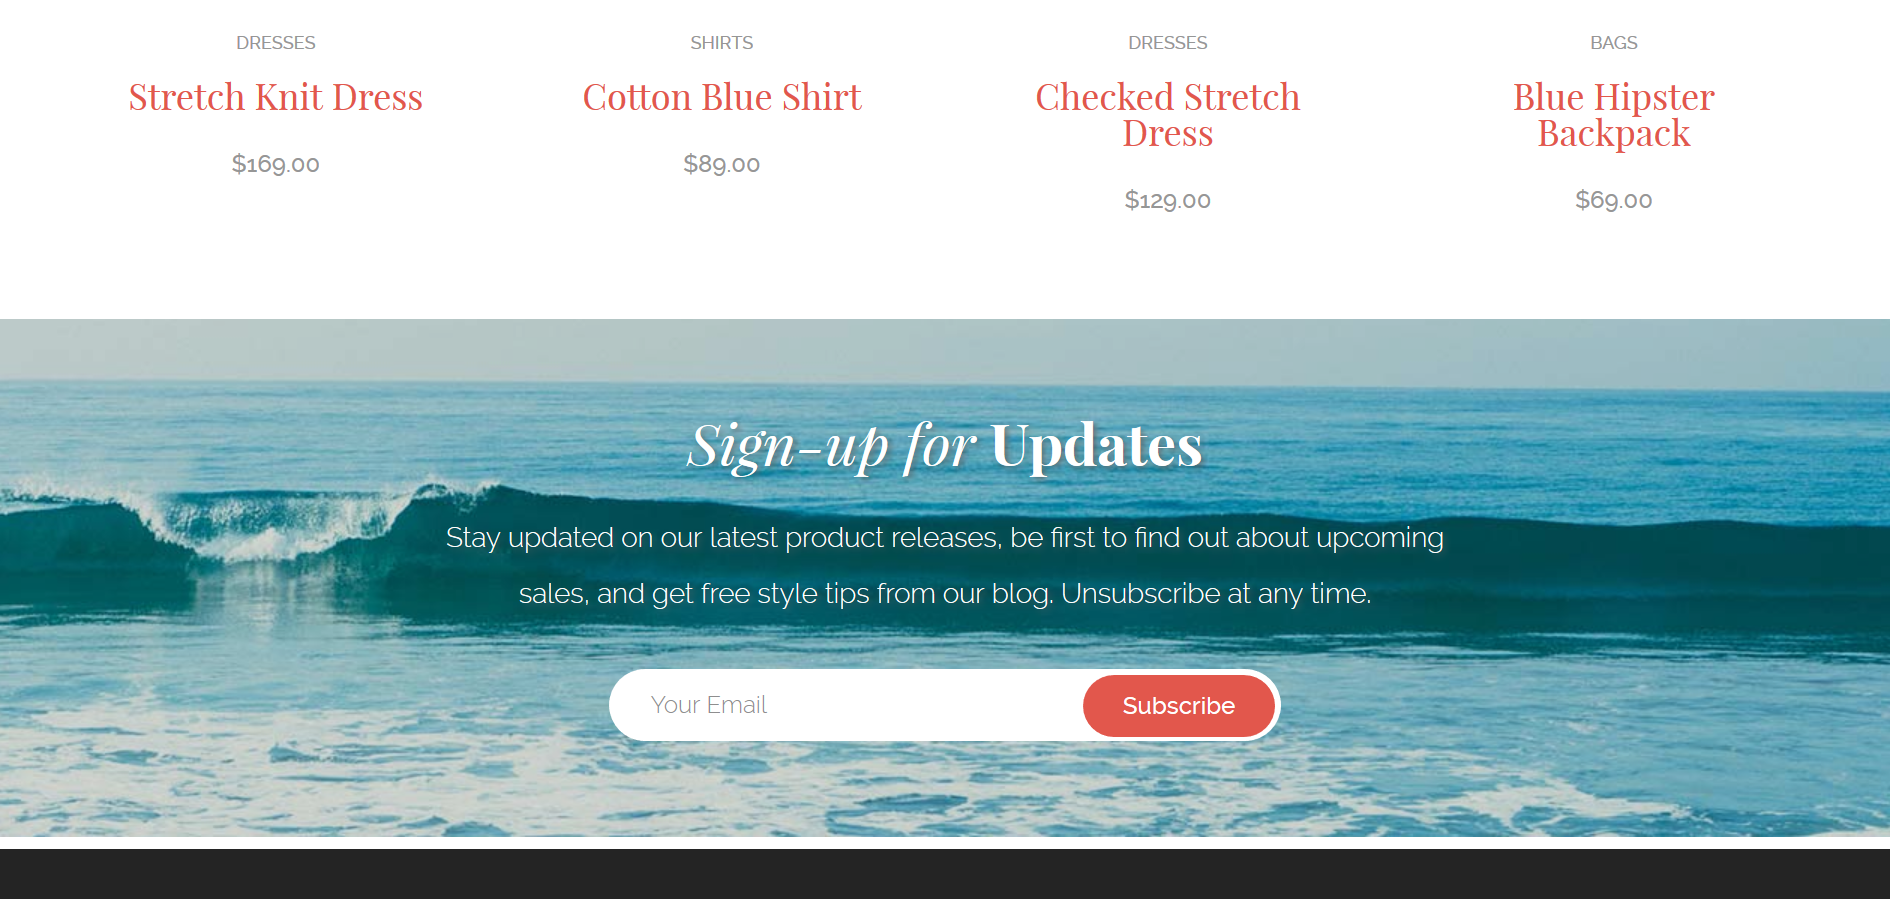 DRESSES
Stretch Knit Dress
$169.00
SHIRTS
Cotton Blue Shirt
$89.00
DRESSES
Checked Stretch
Dress
$129.00
BAGS
Blue Hipster
Backpack
$69.00
Sign-up for Updates
Stay updated on our latest product releases, be first to find out about upcoming
sales, and get free style tips from our blog. Unsubscribe at any time.
Your Email
Subscribe